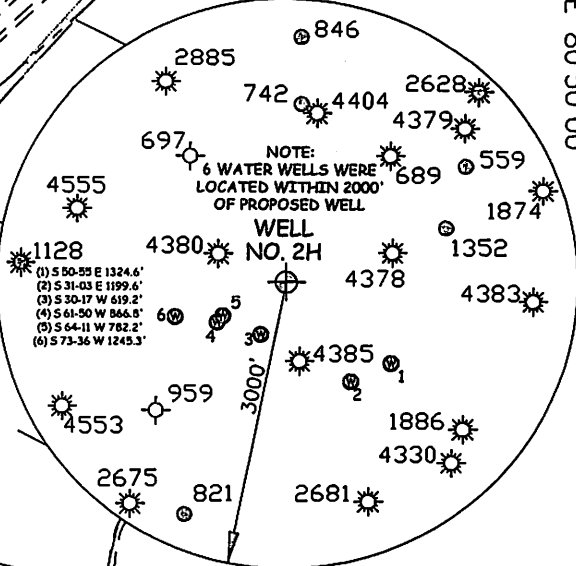 846
2885
2628
742
4404
4379
697
NOTE:
6 WATER WELLS WERE
LOCATED WITHIN 2000'
OF PROPOSED WELL
689
559
4555
1874
WELL
NO. 2H
1352
1128
4380
4378
4383
(1) S 50-55 E 1324.6'
(2) S 31-03 E 1199.6'
(3) S 30-17 W 619.2'
(4) S 61-50 W 866.8'
(5) S 64-11 W 782.2'
(6) S 73-36 W 1245.3'
6
5
4
3
4385
1
2
3000'
959
4553
1886
4330
2675
821
2681